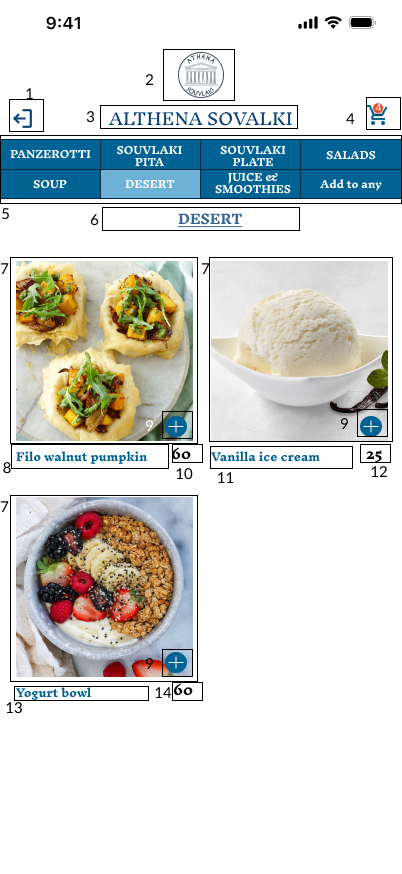 9:41
1
2
ATHENA
SOUVLAKI
3
ALTHENA SOVALKI
4
4
PANZEROTTI
SOUVLAKI
PITA
SOUVLAKI
PLATE
SALADS
SOUP
DESERT
JUICE &
SMOOTHIES
Add to any
5
6
DESERT
7
7
9
9
8
Filo walnut pumpkin
60
10
Vanilla ice cream
11
25
12
7
9
Yogurt bowl
13
14
60